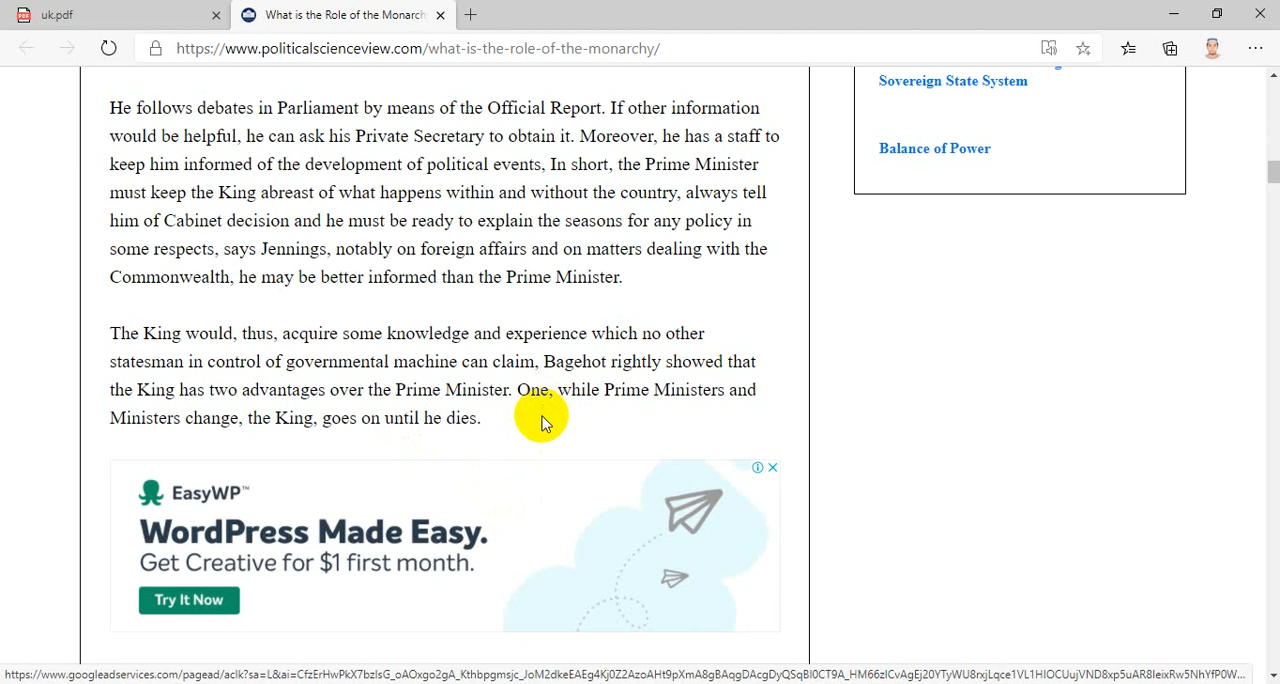 uk.pdf
What is the Role of the Monarch
https://www.politicalscienceview.com/what-is-the-role-of-the-monarchy/
Sovereign State System
Balance of Power
He follows debates in Parliament by means of the Official Report. If other information
would be helpful, he can ask his Private Secretary to obtain it. Moreover, he has a staff to
keep him informed of the development of political events, In short, the Prime Minister
must keep the King abreast of what happens within and without the country, always tell
him of Cabinet decision and he must be ready to explain the seasons for any policy in
some respects, says Jennings, notably on foreign affairs and on matters dealing with the
Commonwealth, he may be better informed than the Prime Minister.
The King would, thus, acquire some knowledge and experience which no other
statesman in control of governmental machine can claim, Bagehot rightly showed that
the King has two advantages over the Prime Minister. One, while Prime Ministers and
Ministers change, the King, goes on until he dies.
EasyWP™
WordPress Made Easy.
Get Creative for $1 first month.
Try It Now